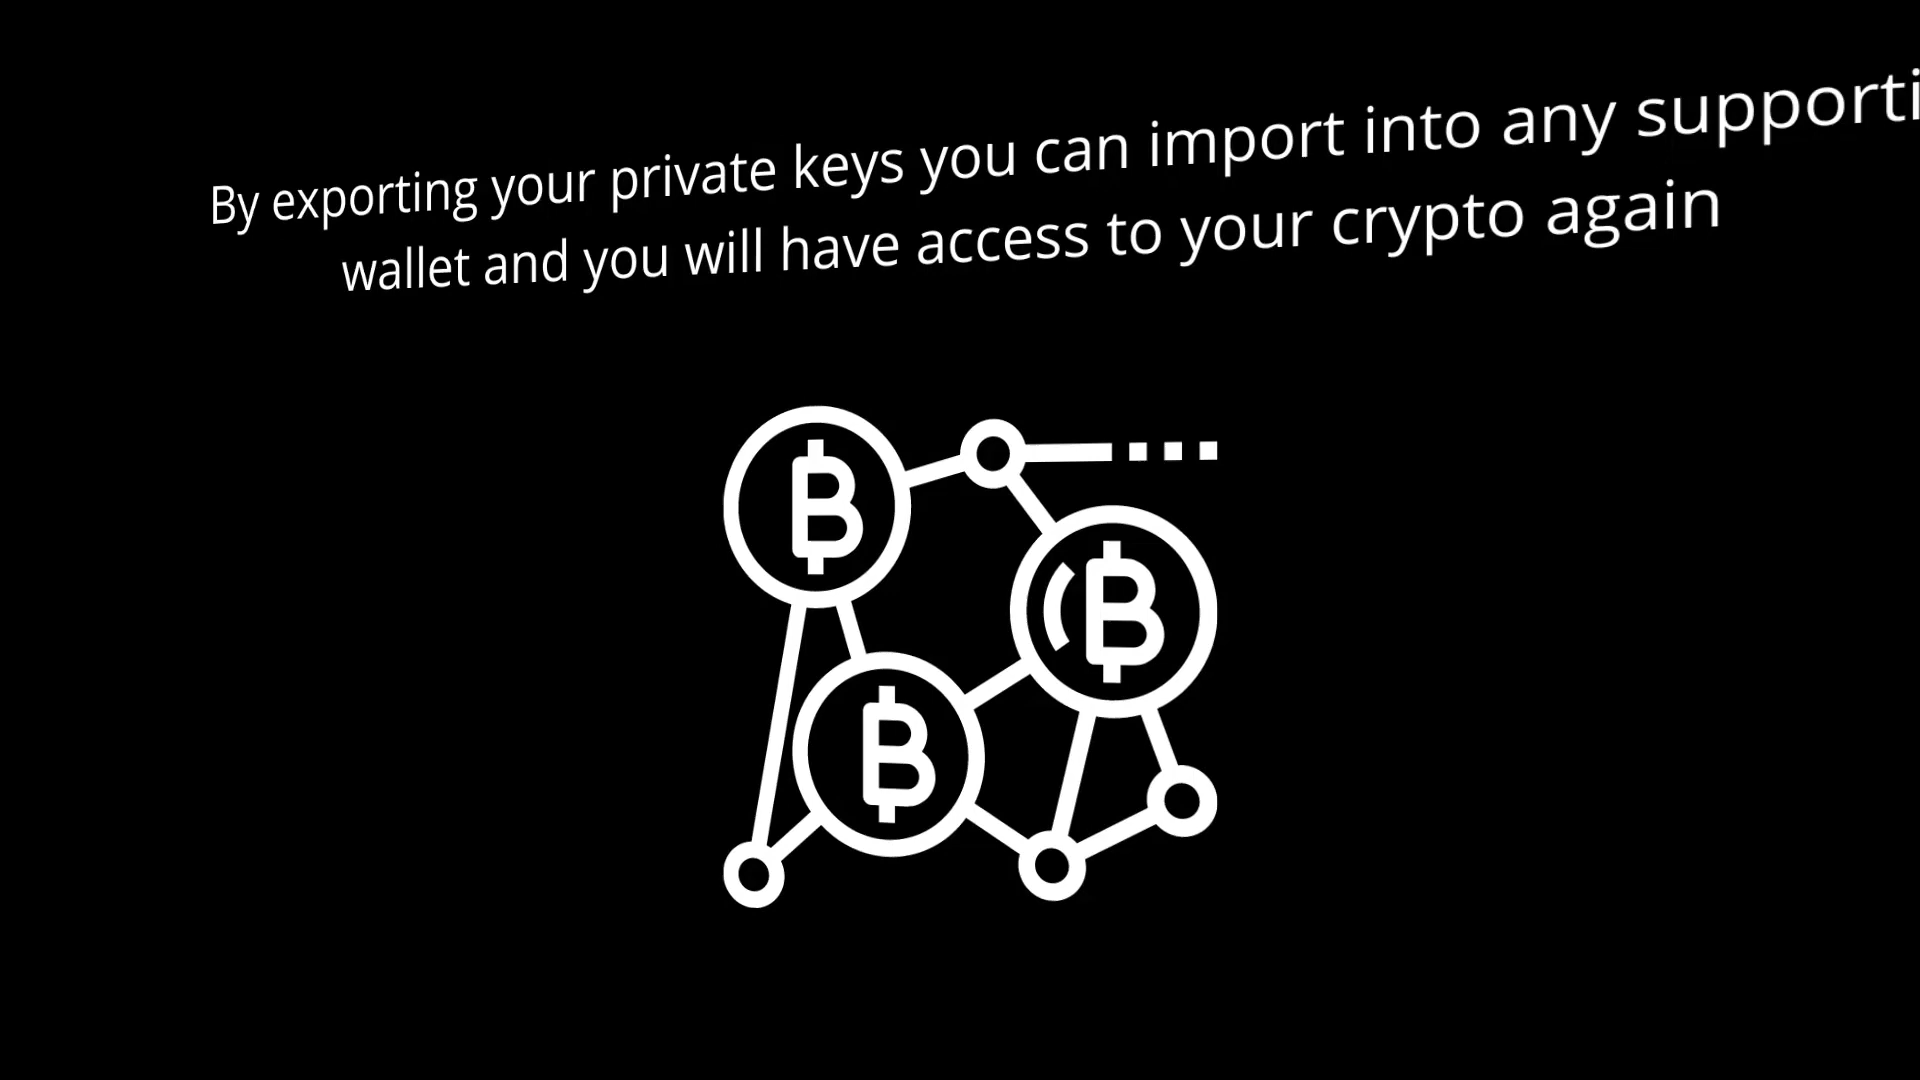 By exporting your private keys you can import into any
wallet and you will have access to your crypto again